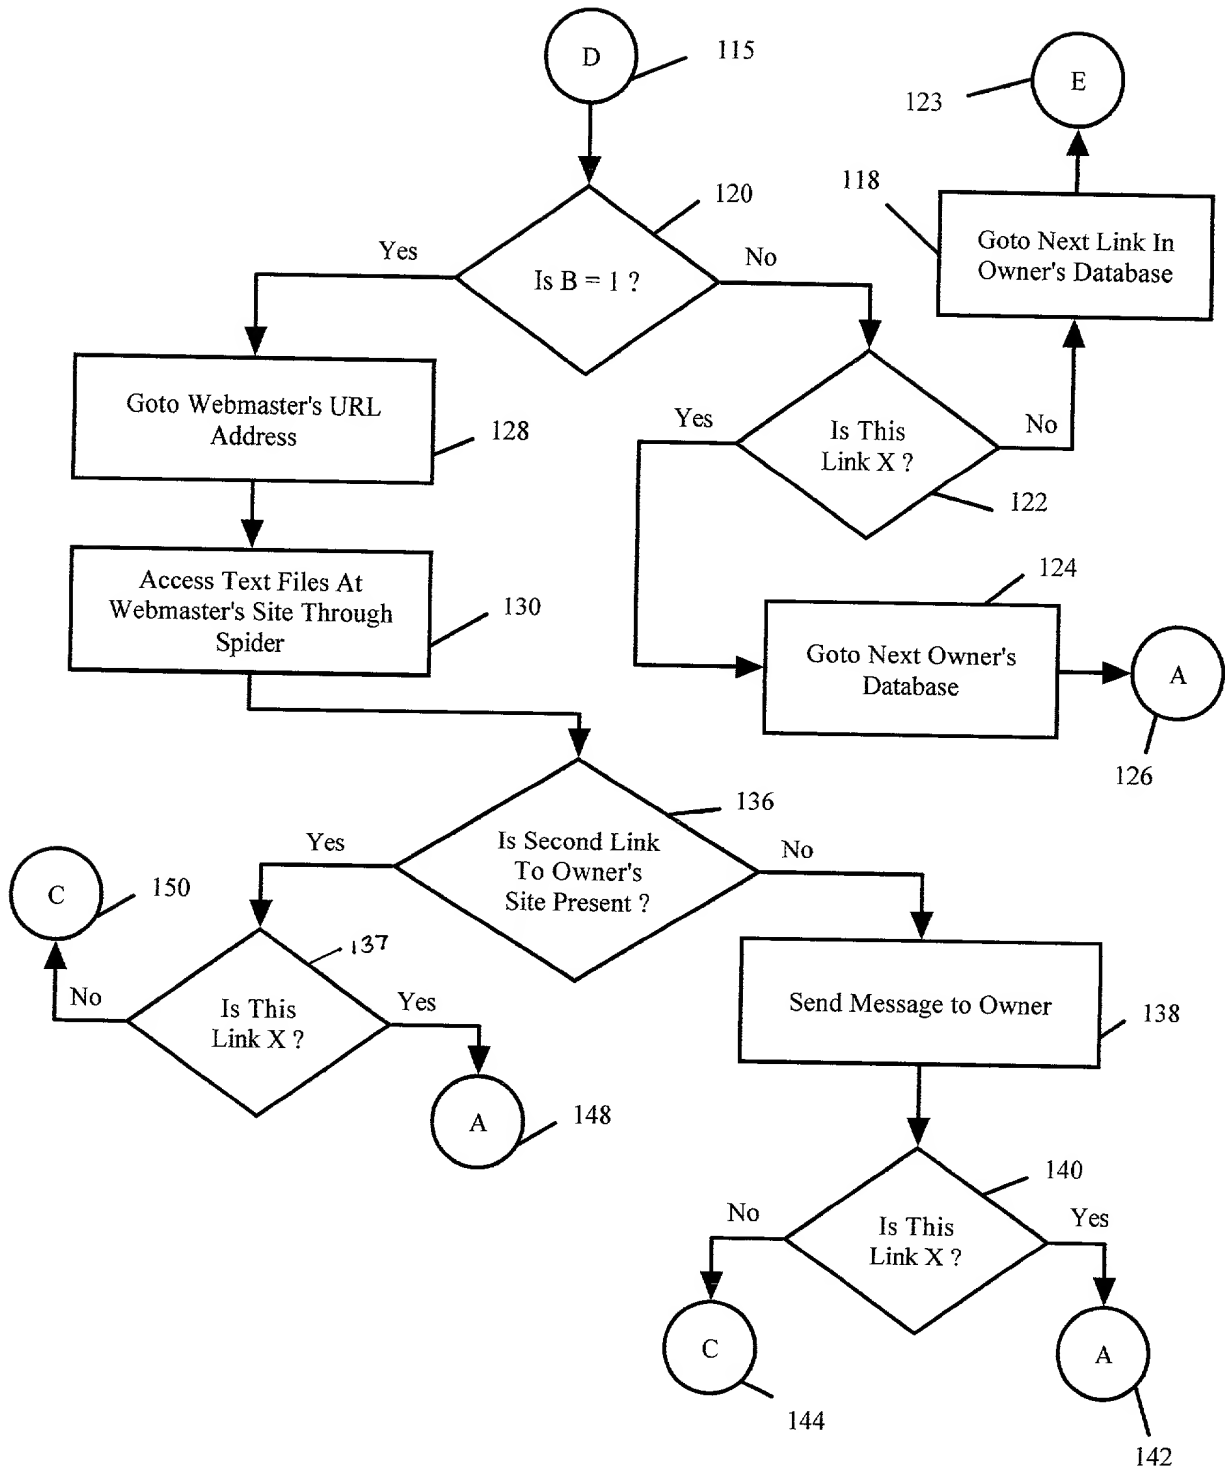 D
115
E
123
118
Goto Next Link In
Owner's Database
120
Is B = 1 ?
Yes
No
Goto Webmaster's URL
Address
128
Is This
Link X ?
Yes
No
122
Access Text Files At
Webmaster's Site Through
Spider
130
124
Goto Next Owner's
Database
A
126
136
Is Second Link
To Owner's
Site Present ?
Yes
No
C
150
137
Is This
Link X ?
No
Yes
A
148
Send Message to Owner
138
140
Is This
Link X ?
No
Yes
C
144
A
142